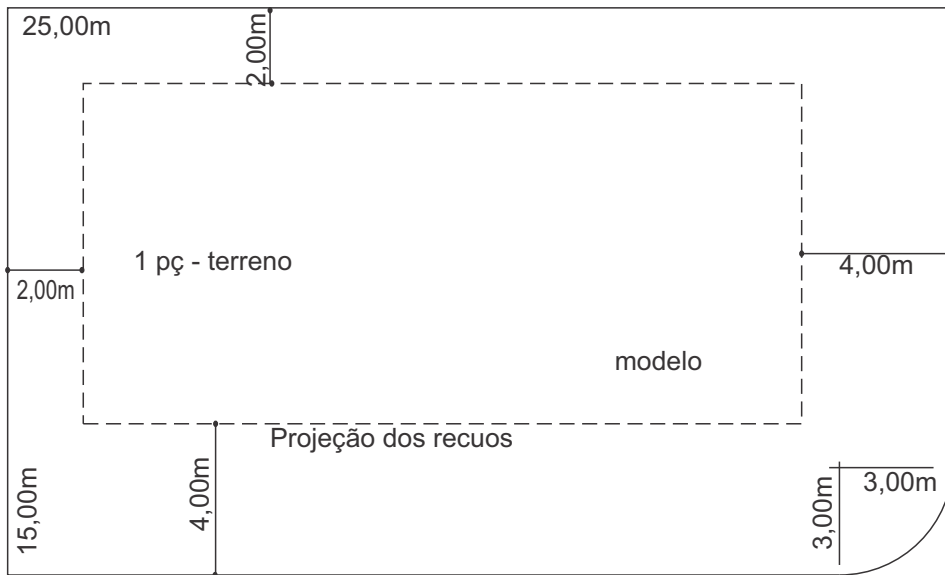 25,00m
2,00m
1 pç - terreno
4,00m
2,00m
modelo
Projeção dos recuos
15,00m
4,00m
3,00m
3,00m